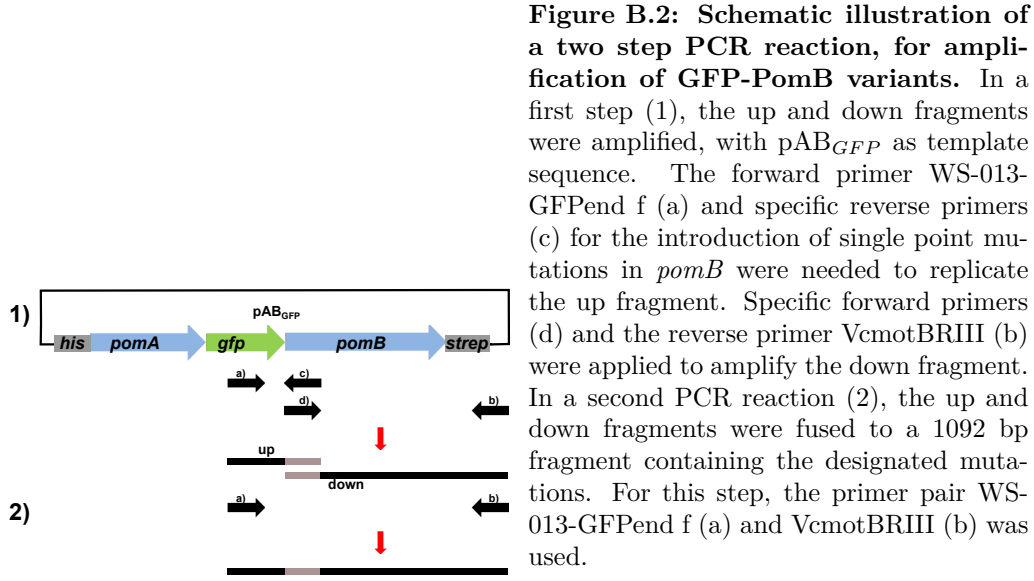 Figure B.2: Schematic illustration of
a two step PCR reaction, for ampli-
fication of GFP-PomB variants. In a
first step (1), the up and down fragments
were amplified, with pAB_GFP as template
sequence. The forward primer WS-013-
GFPend f (a) and specific reverse primers
(c) for the introduction of single point mu-
tations in pomB were needed to replicate
the up fragment. Specific forward primers
(d) and the reverse primer VcmotBRIII (b)
were applied to amplify the down fragment.
In a second PCR reaction (2), the up and
down fragments were fused to a 1092 bp
fragment containing the designated muta-
tions. For this step, the primer pair WS-
013-GFPend f (a) and VcmotBRIII (b) was
used.
1)
pAB_GFP
his pomA gfp pomB strep
a) c)
d) b)
up
down
2)
a) b)